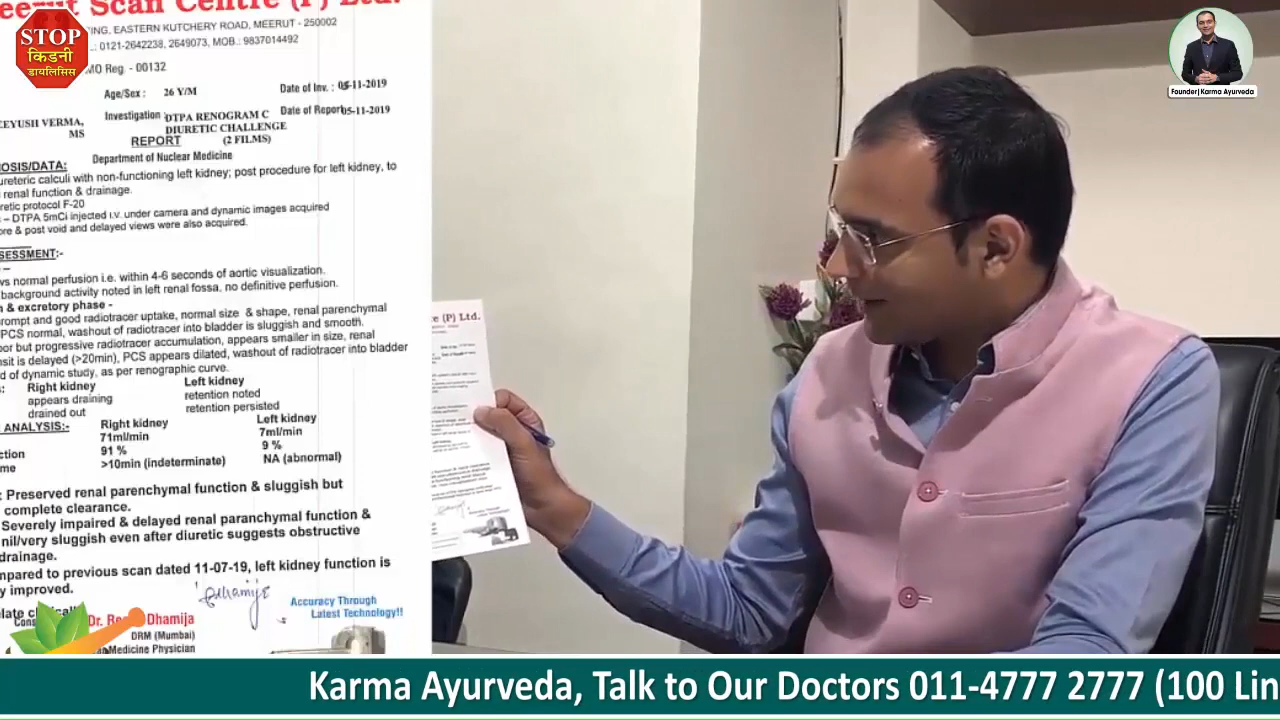 eerut Scan Centre (P) Ltd.
ING, EASTERN KUTCHERY ROAD, MEERUT - 250002
.: 0121-2642238, 2649073, MOB.: 9837014492
MO Reg. - 00132
Age/Sex : 26 Y/M Date of Inv. : 05-11-2019
EEYUSH VERMA, MS
Investigation : DTPA RENOGRAM C Date of Report 05-11-2019
DIURETIC CHALLENGE
REPORT (2 FILMS)
Department of Nuclear Medicine
NOSIS/DATA:
ureteric calculi with non-functioning left kidney; post procedure for left kidney, to
renal function & drainage.
retic protocol F-20
– DTPA 5mCi injected i.v. under camera and dynamic images acquired
ore & post void and delayed views were also acquired.
SESSMENT:-
–
ws normal perfusion i.e. within 4-6 seconds of aortic visualization.
background activity noted in left renal fossa, no definitive perfusion.
n & excretory phase -
prompt and good radiotracer uptake, normal size & shape, renal parenchymal
PCS normal, washout of radiotracer into bladder is sluggish and smooth.
oor but progressive radiotracer accumulation, appears smaller in size, renal
nsit is delayed (>20min), PCS appears dilated, washout of radiotracer into bladder
d of dynamic study, as per renographic curve.
s: Right kidney Left kidney
appears draining retention noted
drained out retention persisted
ANALYSIS:- Right kidney Left kidney
71ml/min 7ml/min
ction 91 % 9 %
me >10min (indeterminate) NA (abnormal)
: Preserved renal parenchymal function & sluggish but
complete clearance.
Severely impaired & delayed renal paranchymal function &
nil/very sluggish even after diuretic suggests obstructive
drainage.
mpared to previous scan dated 11-07-19, left kidney function is
y improved.
Cons
Dhamija
DRM (Mumbai)
Medicine Physician
Accuracy Through
Latest Technology!!
STOP
किडनी
डायलिसिस
e (P) Ltd.
Founder|Karma Ayurveda
Karma Ayurveda, Talk to Our Doctors 011-4777 2777 (100 Lin